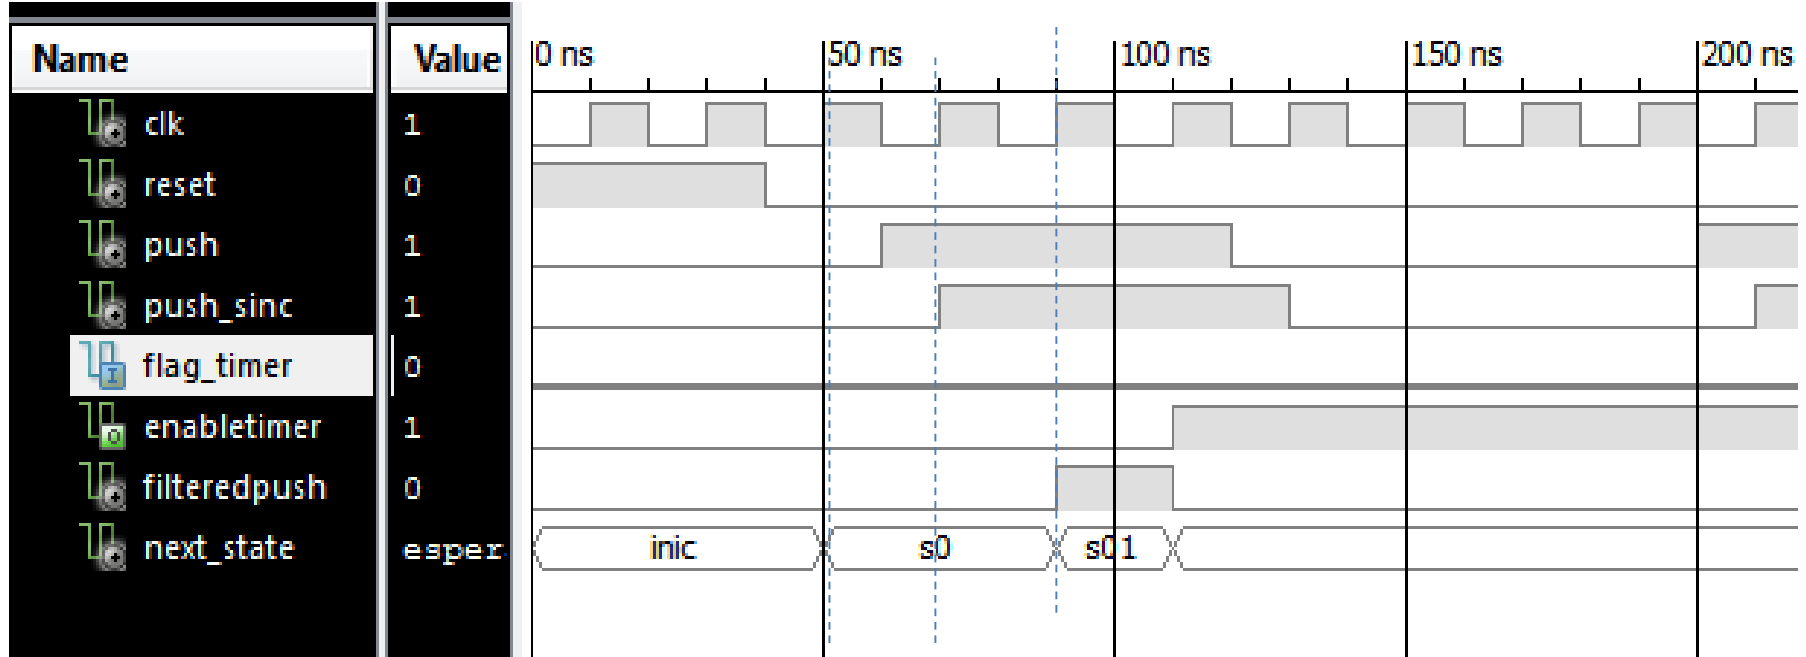 Name Value 0 ns 50 ns 100 ns 150 ns 200 ns
clk 1
reset 0
push 1
push_sinc 1
flag_timer 0
enabletimer 1
filteredpush 0
next_state esper inic s0 s01